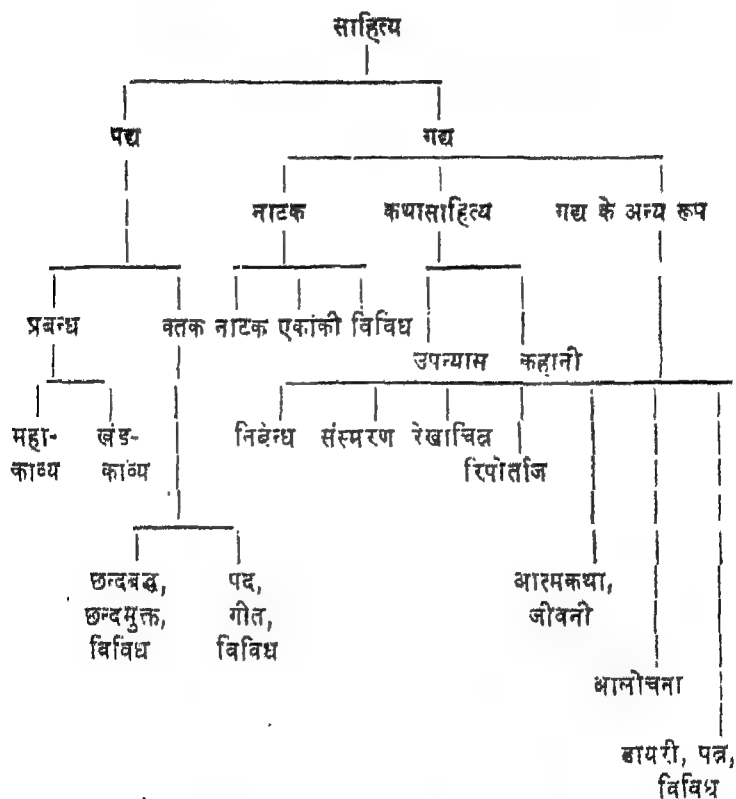 साहित्य
पद्य गद्य
नाटक कथासाहित्य गद्य के अन्य रूप
प्रबन्ध क्तक नाटक एकांकी विविध
उपन्यास कहानी
महा- खंड- निबन्ध संस्मरण रेखाचित्र
काव्य काव्य रिपोर्ताज
छन्दबद्ध, पद, आत्मकथा,
छन्दमुक्त, गीत, जीवनी
विविध विविध
आलोचना
डायरी, पत्र,
विविध